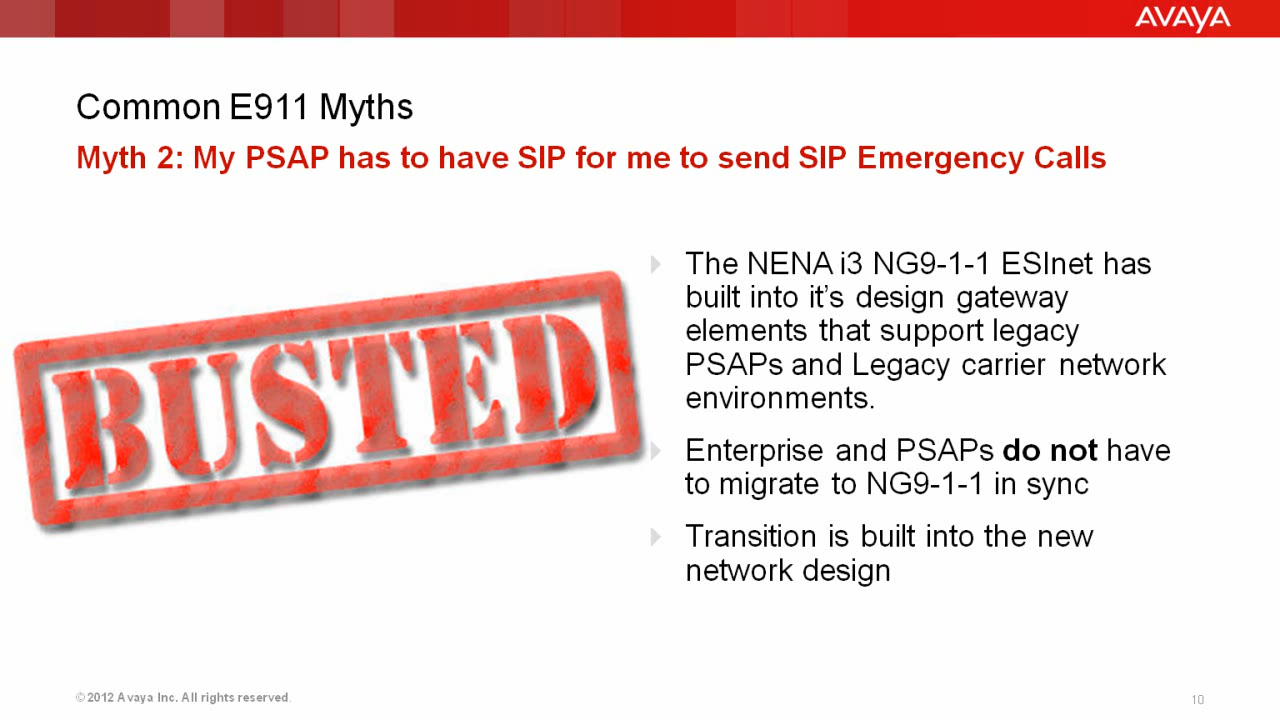 AVAYA
Common E911 Myths
Myth 2: My PSAP has to have SIP for me to send SIP Emergency Calls
BUSTED
The NENA i3 NG9-1-1 ESInet has
built into it’s design gateway
elements that support legacy
PSAPs and Legacy carrier network
environments.
Enterprise and PSAPs do not have
to migrate to NG9-1-1 in sync
Transition is built into the new
network design
© 2012 Avaya Inc. All rights reserved.
10